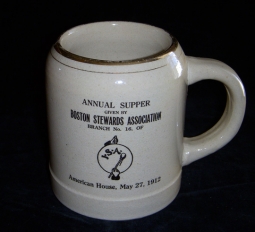 ANNUAL SUPPER
GIVEN BY
BOSTON STEWARDS ASSOCIATION
BRANCH No. 16, OF
I.S.A.
American House, May 27, 1912